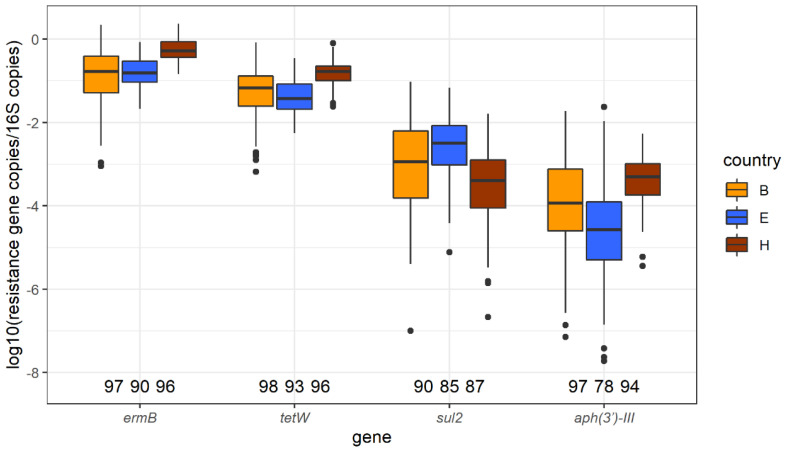 log10(resistance gene copies/16S copies)
0
-2
-4
-6
-8
97 90 96
98 93 96
90 85 87
97 78 94
ermB
tetW
sul2
aph(3')-III
gene
country
B
E
H